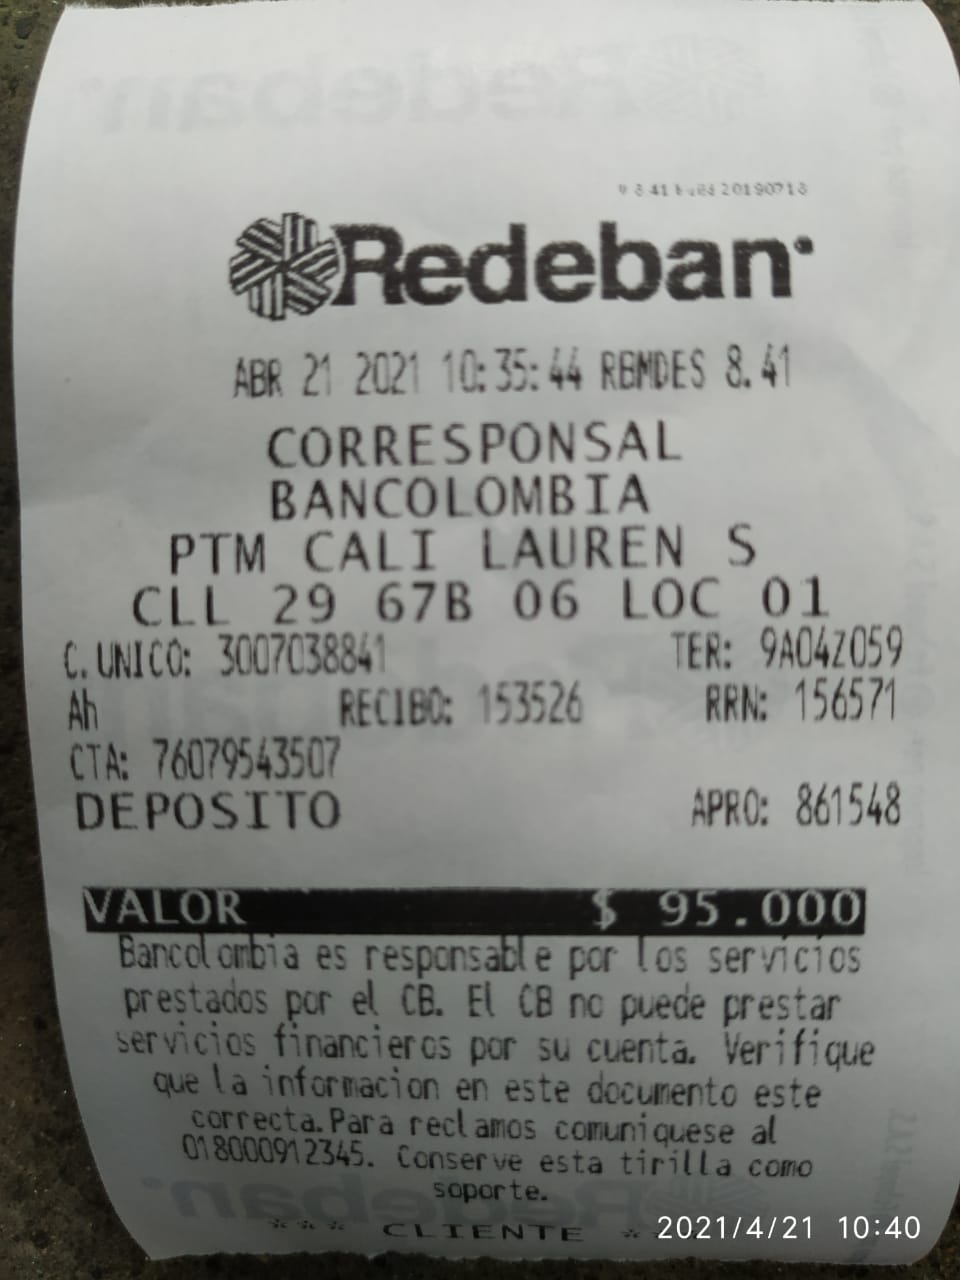 Redeban
ABR 21 2021 10:35:44 RBMDES 8.41
CORRESPONSAL
BANCOLOMBIA
PTM CALI LAUREN S
CLL 29 67B 06 LOC 01
C. UNICO: 3007038841 TER: 9A04Z059
Ah RECIBO: 153526 RRN: 156571
CTA: 76079543507
DEPOSITO APRO: 861548
VALOR $ 95.000
Bancolombia es responsable por los servicios
prestados por el CB. El CB no puede prestar
servicios financieros por su cuenta. Verifique
que la informacion en este documento este
correcta. Para reclamos comuniquese al
018000912345. Conserve esta tirilla como
soporte.
*** CLIENTE ***
2021/4/21 10:40